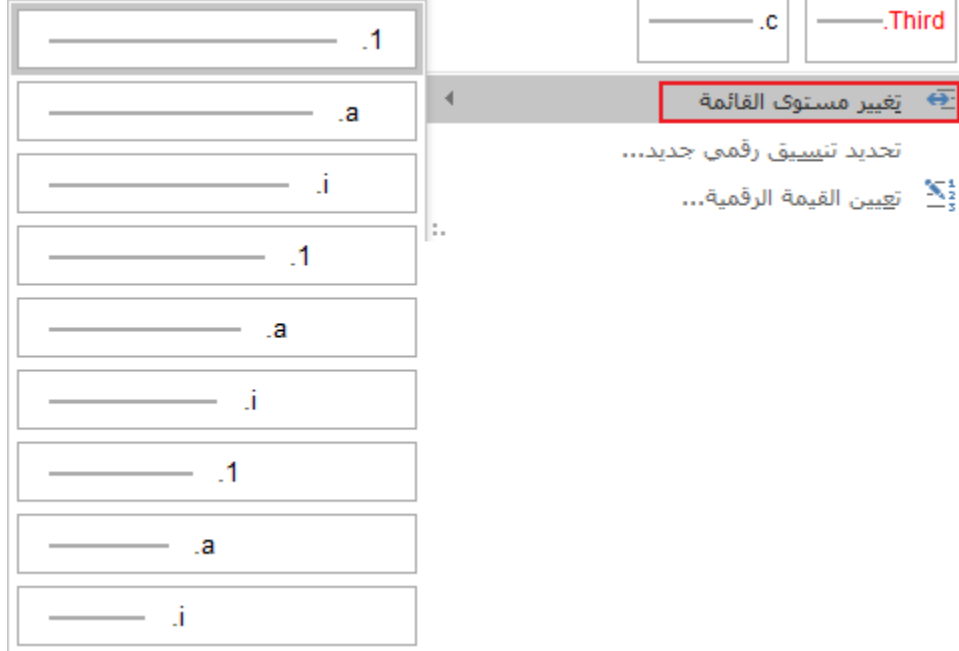 Third.
c.
تغيير مستوى القائمة
تحديد تنسيق رقمي جديد...
تعيين القيمة الرقمية...
1.
a.
i.
1.
a.
i.
1.
a.
i.